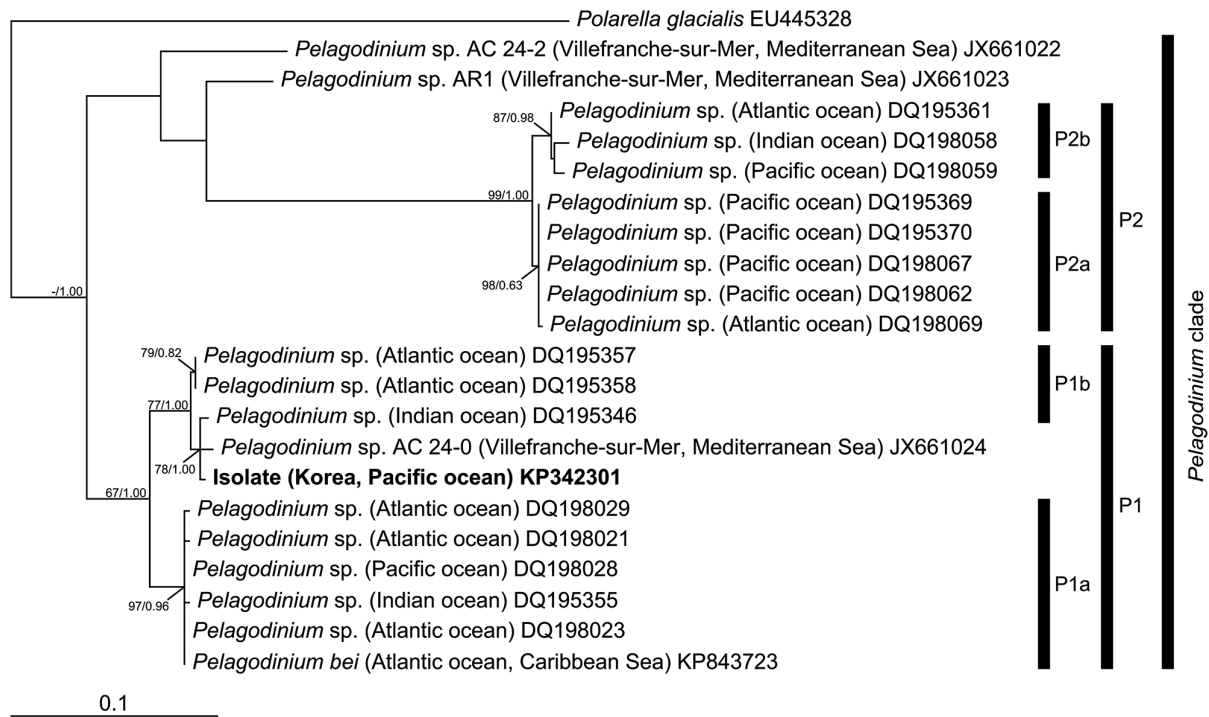 Polarella glacialis EU445328
Pelagodinium sp. AC 24-2 (Villefranche-sur-Mer, Mediterranean Sea) JX661022
Pelagodinium sp. AR1 (Villefranche-sur-Mer, Mediterranean Sea) JX661023
Pelagodinium sp. (Atlantic ocean) DQ195361
87/0.98
Pelagodinium sp. (Indian ocean) DQ198058
P2b
Pelagodinium sp. (Pacific ocean) DQ198059
99/1.00
Pelagodinium sp. (Pacific ocean) DQ195369
P2
Pelagodinium sp. (Pacific ocean) DQ195370
Pelagodinium sp. (Pacific ocean) DQ198067
P2a
98/0.63
Pelagodinium sp. (Pacific ocean) DQ198062
-/1.00
Pelagodinium sp. (Atlantic ocean) DQ198069
79/0.82
Pelagodinium sp. (Atlantic ocean) DQ195357
Pelagodinium sp. (Atlantic ocean) DQ195358
P1b
Pelagodinium clade
77/1.00
Pelagodinium sp. (Indian ocean) DQ195346
Pelagodinium sp. AC 24-0 (Villefranche-sur-Mer, Mediterranean Sea) JX661024
78/1.00
Isolate (Korea, Pacific ocean) KP342301
67/1.00
Pelagodinium sp. (Atlantic ocean) DQ198029
P1
Pelagodinium sp. (Atlantic ocean) DQ198021
Pelagodinium sp. (Pacific ocean) DQ198028
P1a
97/0.96
Pelagodinium sp. (Indian ocean) DQ195355
Pelagodinium sp. (Atlantic ocean) DQ198023
Pelagodinium bei (Atlantic ocean, Caribbean Sea) KP843723
0.1